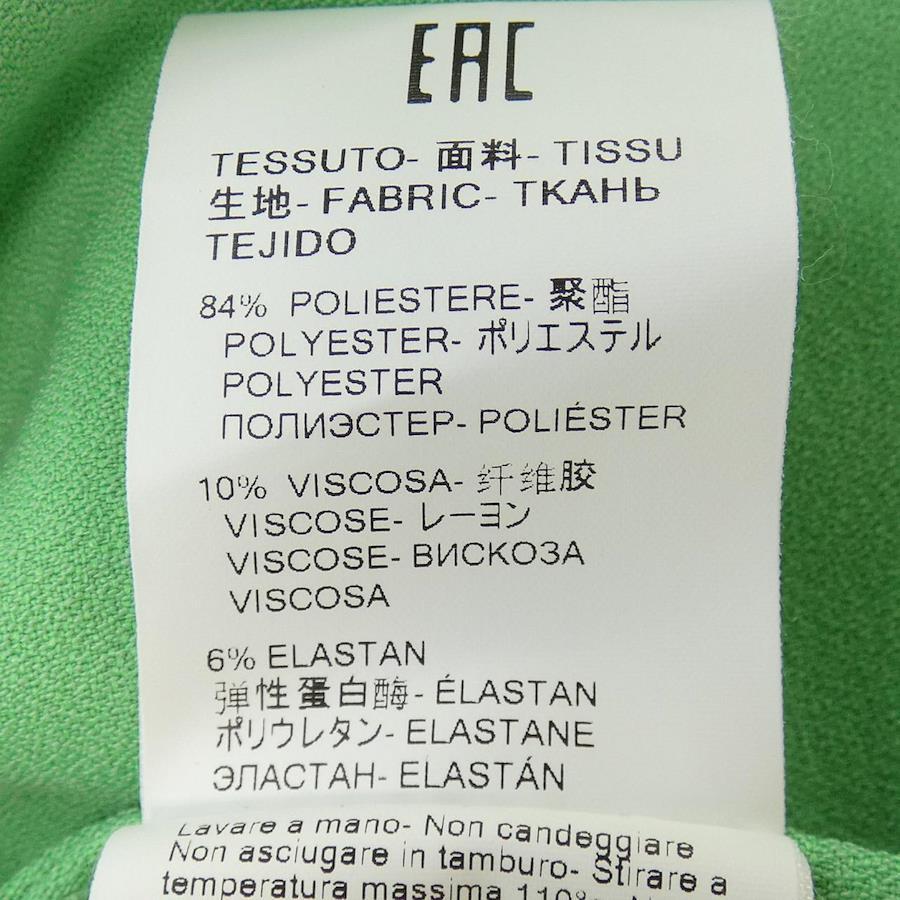 EAC
TESSUTO- 面料- TISSU
生地- FABRIC- ТКАНЬ
TEJIDO
84% POLIESTERE- 聚酯
POLYESTER- ポリエステル
POLYESTER
ПОЛИЭСТЕР- POLIÉSTER
10% VISCOSA- 纤维胶
VISCOSE- レーヨン
VISCOSE- ВИСКОЗА
VISCOSA
6% ELASTAN
弹性蛋白酶- ÉLASTAN
ポリウレタン- ELASTANE
ЭЛАСТАН- ELASTÁN
Lavare a mano- Non candeggiare
Non asciugare in tamburo- Stirare a
temperatura massima 110°